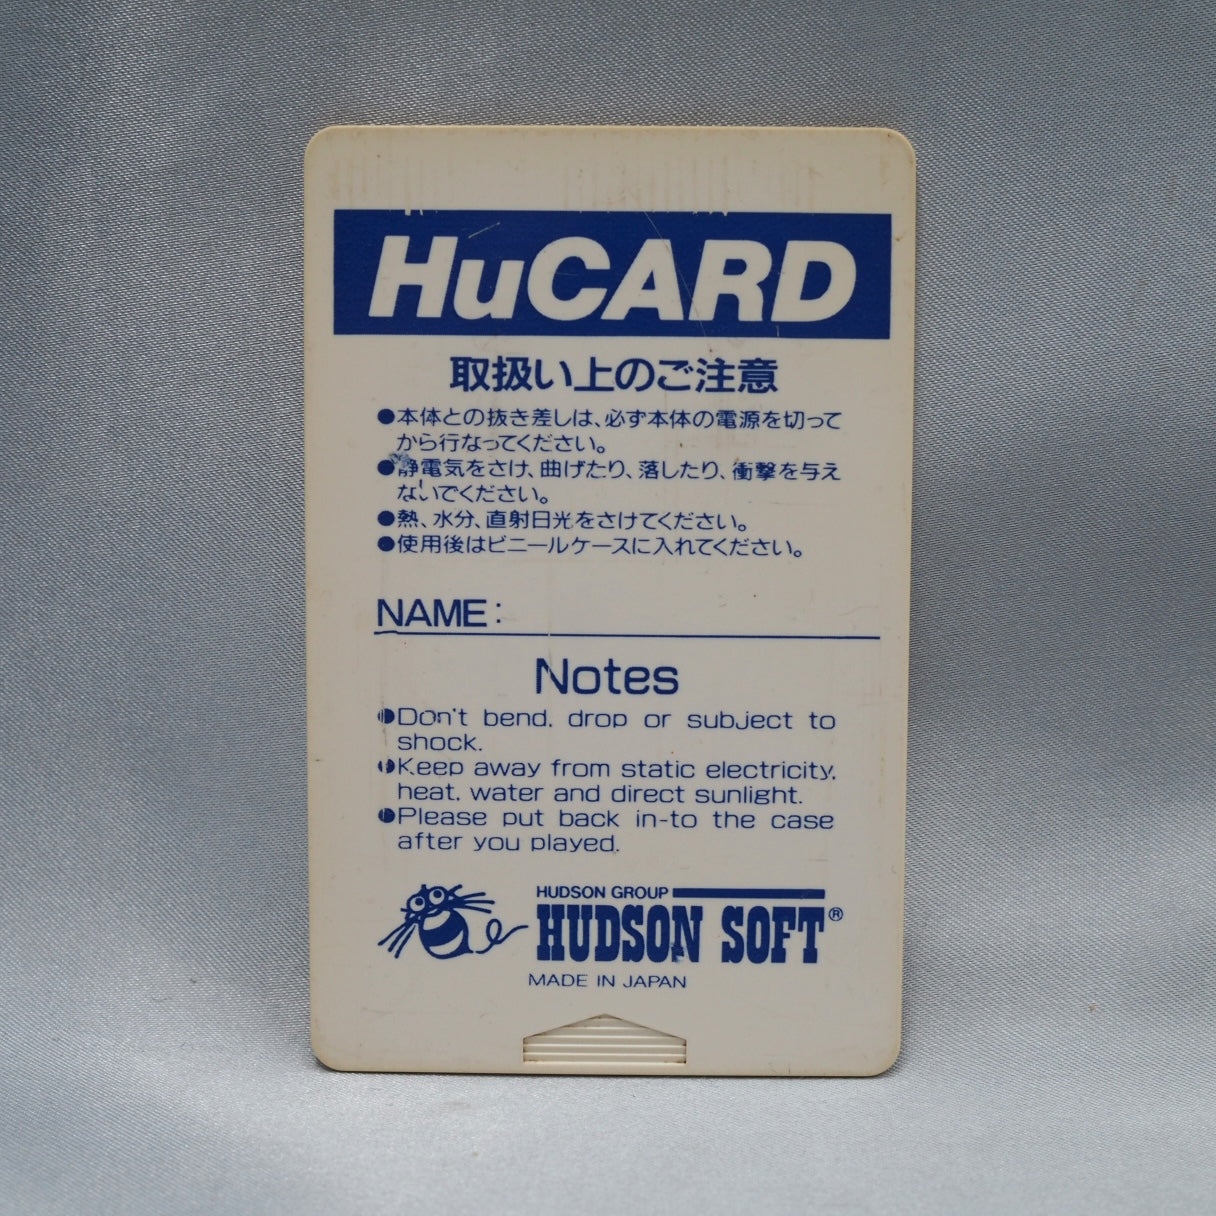 HuCARD
取扱い上のご注意
●本体との抜き差しは、必ず本体の電源を切って
から行なってください。
●静電気をさけ、曲げたり、落したり、衝撃を与え
ないでください。
●熱、水分、直射日光をさけてください。
●使用後はビニールケースに入れてください。
NAME:
Notes
●Don't bend, drop or subject to
shock.
●Keep away from static electricity,
heat, water and direct sunlight.
●Please put back in-to the case
after you played.
HUDSON GROUP
HUDSON SOFT®
MADE IN JAPAN